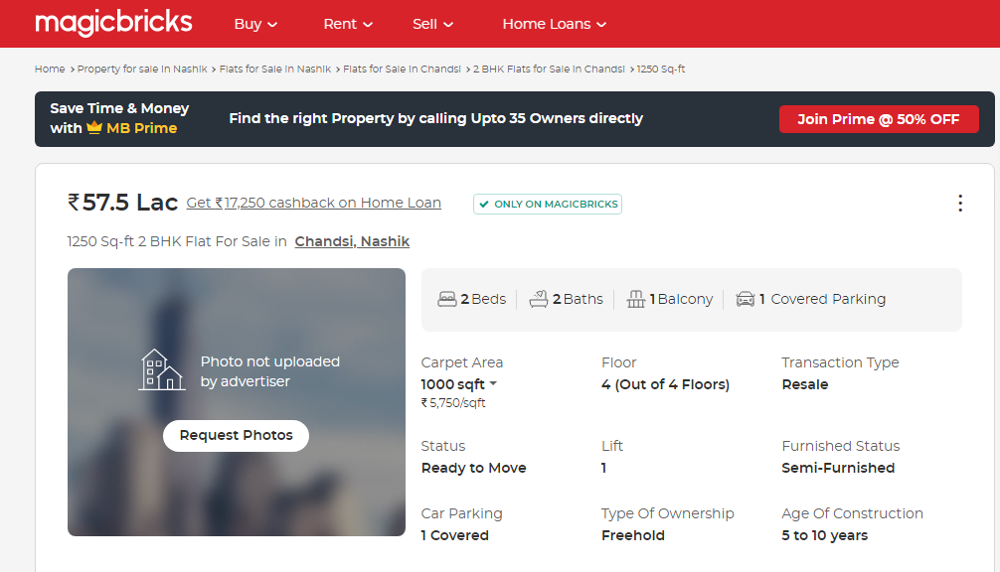 magicbricks Buy Rent Sell Home Loans
Home > Property for sale in Nashik > Flats for Sale in Nashik > Flats for Sale in Chandsi > 2 BHK Flats for Sale in Chandsi > 1250 Sq-ft
Save Time & Money
with MB Prime
Find the right Property by calling Upto 35 Owners directly
Join Prime @ 50% OFF
₹57.5 Lac Get ₹17,250 cashback on Home Loan ONLY ON MAGICBRICKS
1250 Sq-ft 2 BHK Flat For Sale in Chandsi, Nashik
Photo not uploaded
by advertiser
Request Photos
2 Beds 2 Baths 1 Balcony 1 Covered Parking
Carpet Area
1000 sqft
₹5,750/sqft
Floor
4 (Out of 4 Floors)
Transaction Type
Resale
Status
Ready to Move
Lift
1
Furnished Status
Semi-Furnished
Car Parking
1 Covered
Type Of Ownership
Freehold
Age Of Construction
5 to 10 years